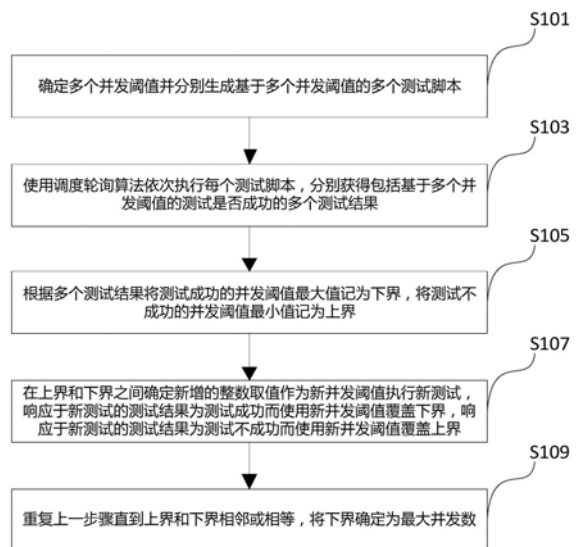 S101
确定多个并发阈值并分别生成基于多个并发阈值的多个测试脚本
S103
使用调度轮询算法依次执行每个测试脚本，分别获得包括基于多个并
发阈值的测试是否成功的多个测试结果
S105
根据多个测试结果将测试成功的并发阈值最大值记为下界，将测试不
成功的并发阈值最小值记为上界
S107
在上界和下界之间确定新增的整数取值作为新并发阈值执行新测试，
响应于新测试的测试结果为测试成功而使用新并发阈值覆盖下界，响
应于新测试的测试结果为测试不成功而使用新并发阈值覆盖上界
S109
重复上一步骤直到上界和下界相邻或相等，将下界确定为最大并发数